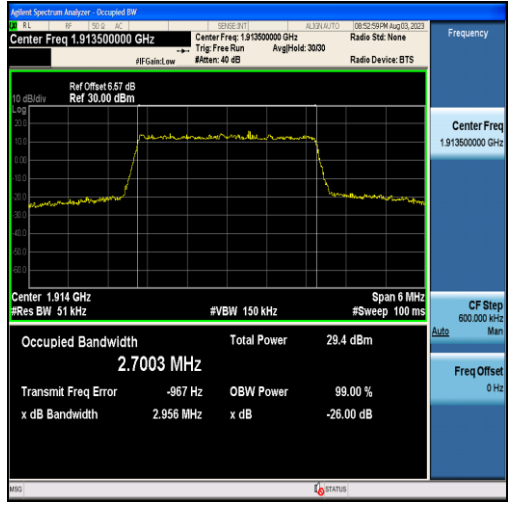 Agilent Spectrum Analyzer - Occupied BW
RL RF 50 Ω AC SENSE:INT ALIGN AUTO 08:52:59 PM Aug 03, 2023
Center Freq 1.913500000 GHz
Center Freq: 1.913500000 GHz
Radio Std: None
Trig: Free Run Avg|Hold: 30/30
#IFGain:Low #Atten: 40 dB Radio Device: BTS
Ref Offset 6.57 dB
10 dB/div Ref 30.00 dBm
Log
20.0
10.0
0.00
-10.0
-20.0
-30.0
-40.0
-50.0
-60.0
Center 1.914 GHz Span 6 MHz
#Res BW 51 kHz #VBW 150 kHz #Sweep 100 ms
Occupied Bandwidth Total Power 29.4 dBm
2.7003 MHz
Transmit Freq Error -967 Hz OBW Power 99.00 %
x dB Bandwidth 2.956 MHz x dB -26.00 dB
MSG STATUS
Frequency
Center Freq
1.913500000 GHz
CF Step
600.000 kHz
Auto Man
Freq Offset
0 Hz